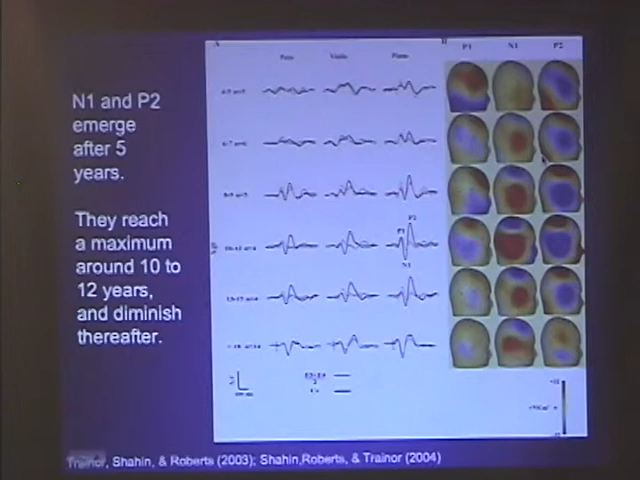 N1 and P2
emerge
after 5
years.
They reach
a maximum
around 10 to
12 years,
and diminish
thereafter.
A
Violin
Piano
B
P1
N1
P2
P2
P1
N1
Trainor, Shahin, & Roberts (2003); Shahin,Roberts, & Trainor (2004)